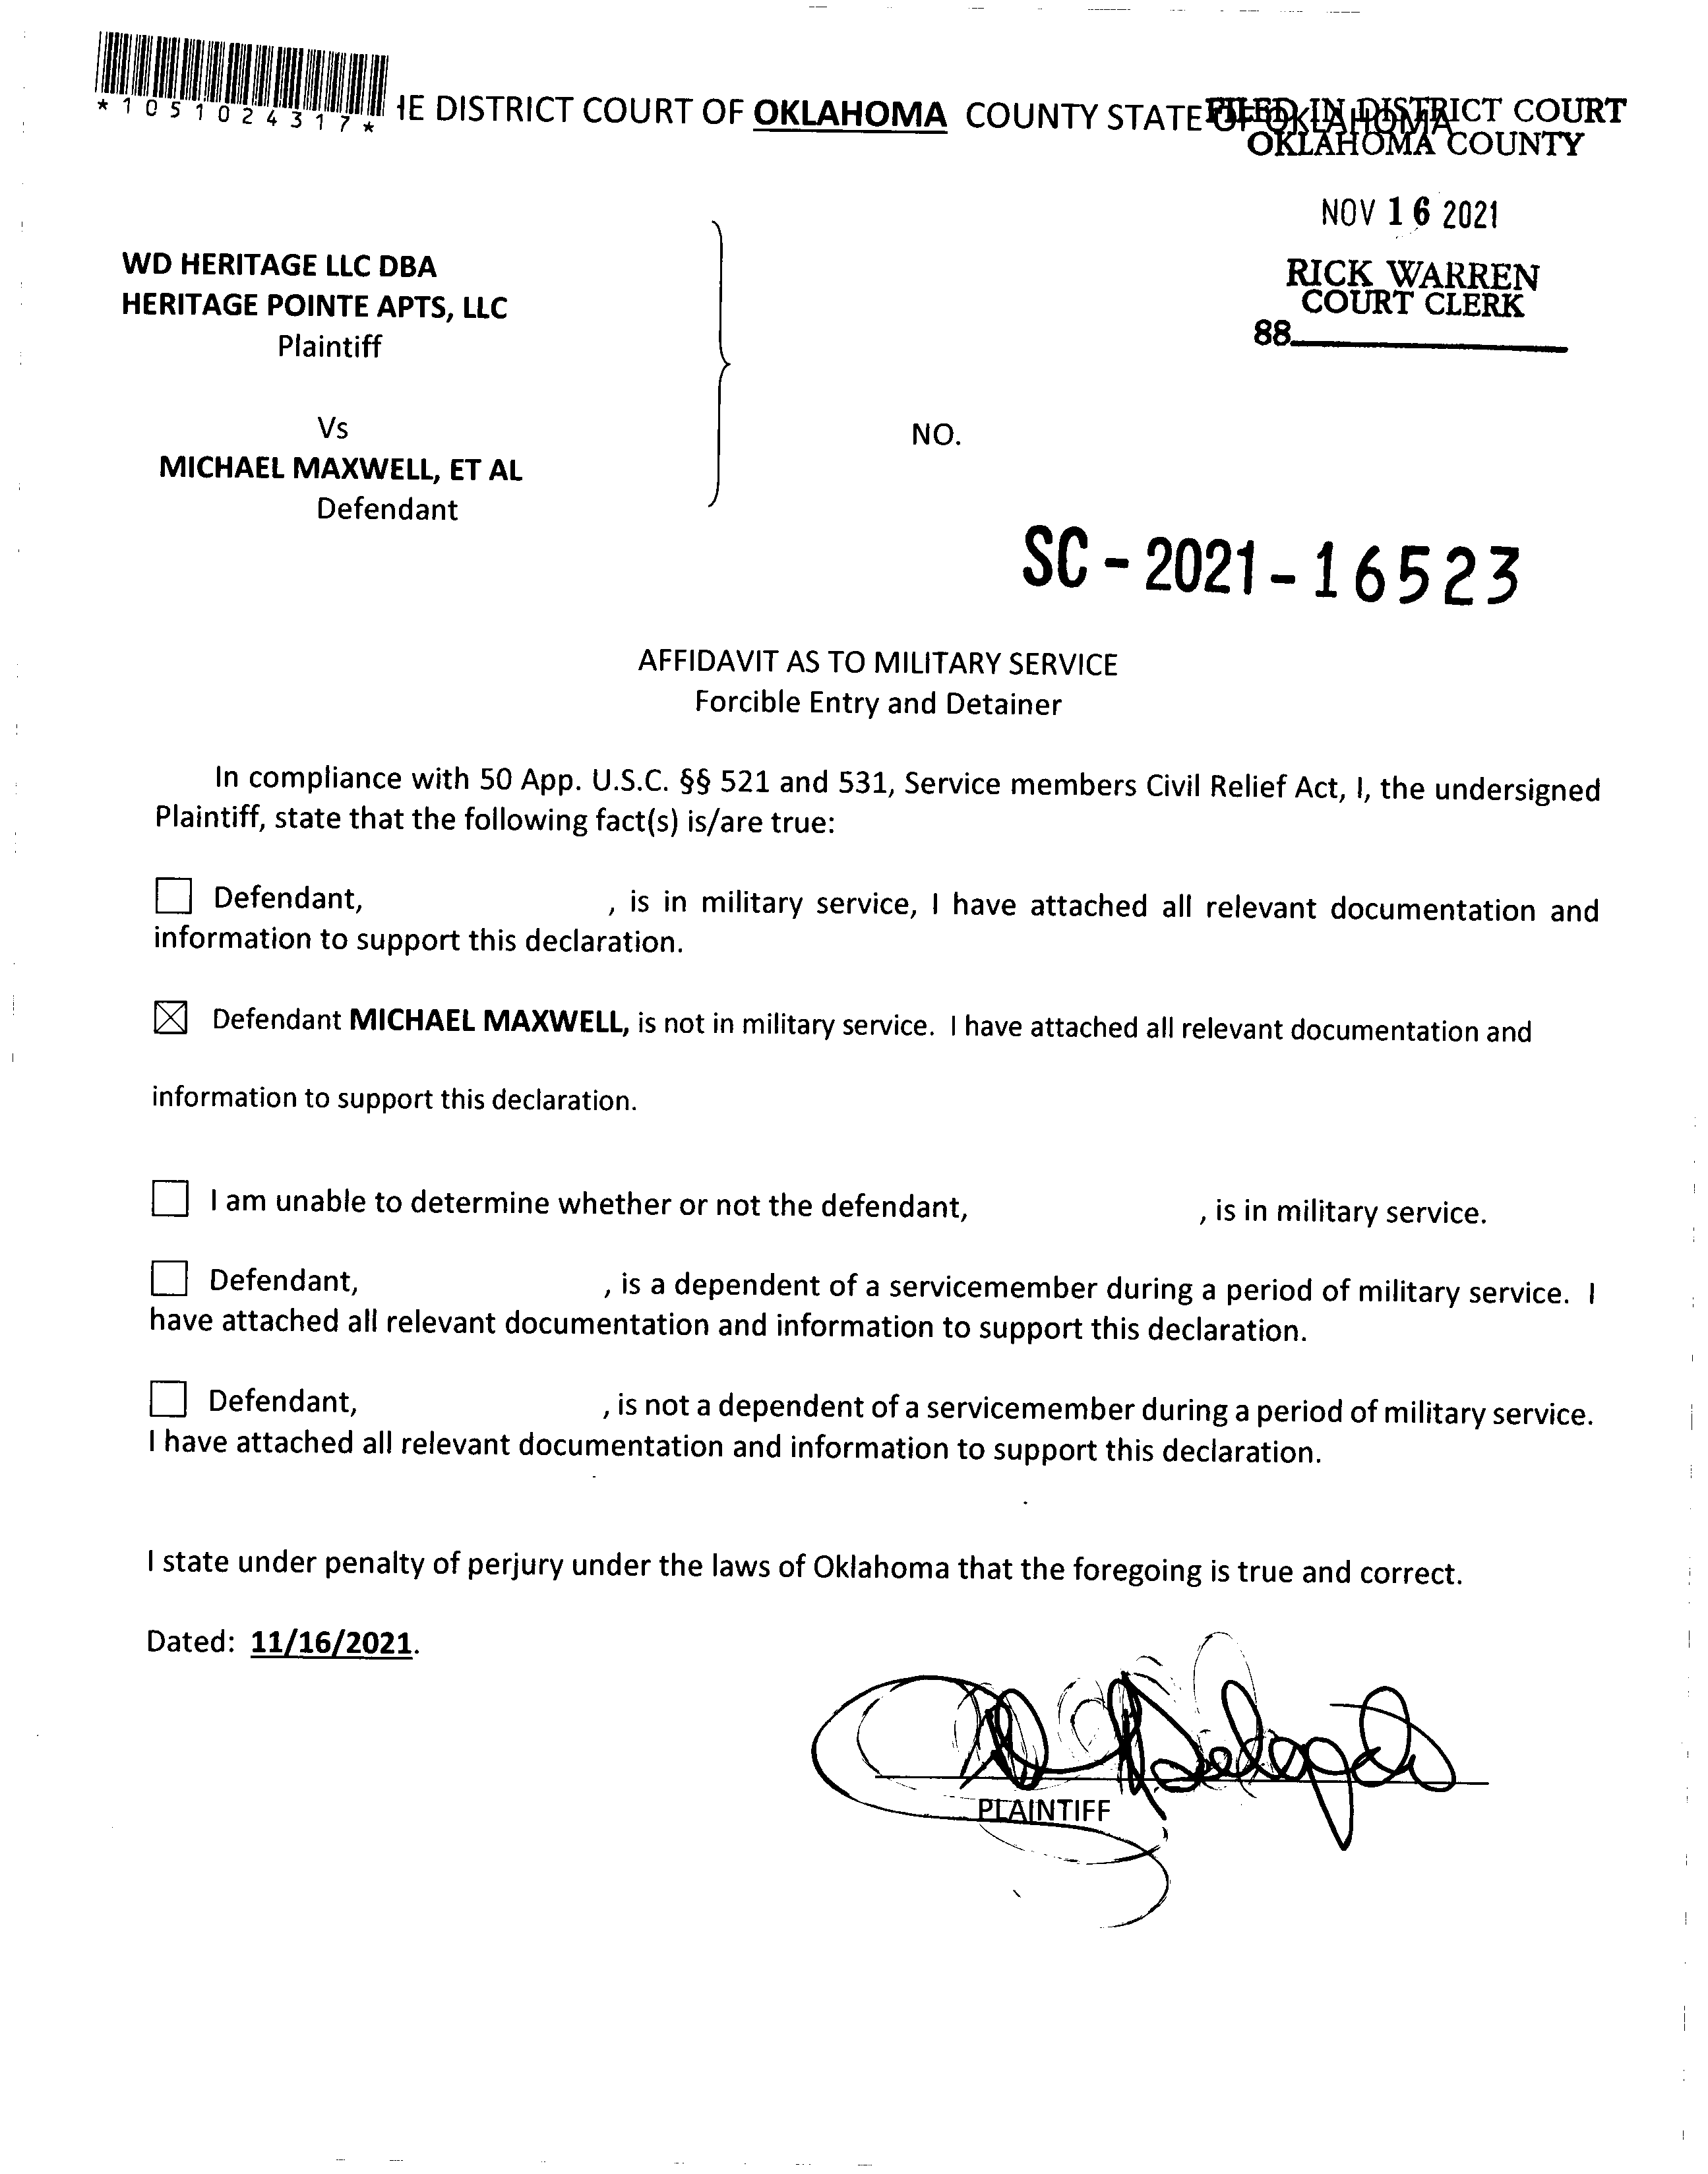 *1051024317*
IE DISTRICT COURT OF OKLAHOMA COUNTY STATE OF OKLAHOMA
FILED IN DISTRICT COURT
OKLAHOMA COUNTY
NOV 16 2021
RICK WARREN
COURT CLERK
88
WD HERITAGE LLC DBA
HERITAGE POINTE APTS, LLC
Plaintiff
Vs
NO.
MICHAEL MAXWELL, ET AL
Defendant
SC - 2021 - 16523
AFFIDAVIT AS TO MILITARY SERVICE
Forcible Entry and Detainer
In compliance with 50 App. U.S.C. §§ 521 and 531, Service members Civil Relief Act, I, the undersigned
Plaintiff, state that the following fact(s) is/are true:
☐ Defendant, , is in military service, I have attached all relevant documentation and
information to support this declaration.
☒ Defendant MICHAEL MAXWELL, is not in military service. I have attached all relevant documentation and
information to support this declaration.
☐ I am unable to determine whether or not the defendant, , is in military service.
☐ Defendant, , is a dependent of a servicemember during a period of military service. I
have attached all relevant documentation and information to support this declaration.
☐ Defendant, , is not a dependent of a servicemember during a period of military service.
I have attached all relevant documentation and information to support this declaration.
I state under penalty of perjury under the laws of Oklahoma that the foregoing is true and correct.
Dated: 11/16/2021.
PLAINTIFF